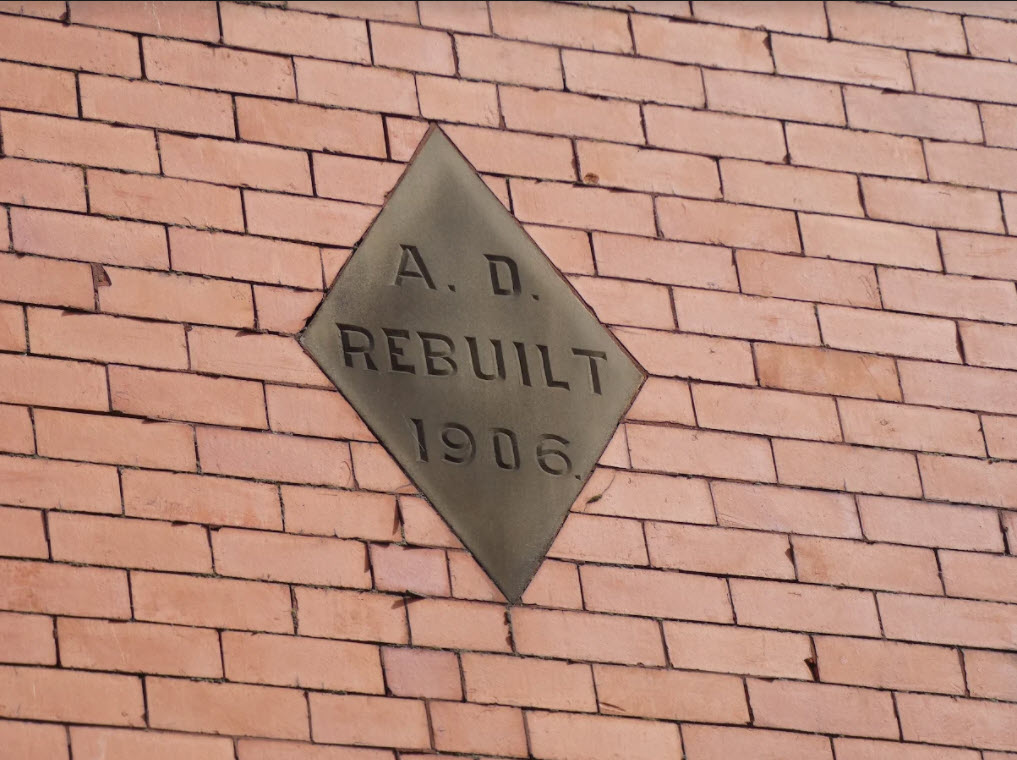 A. D.
REBUILT
1906.